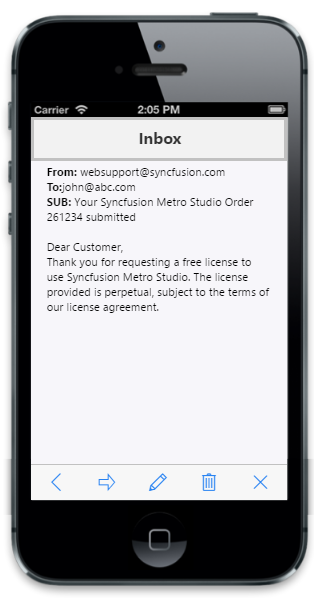 Carrier 2:05 PM
Inbox
From: websupport@syncfusion.com
To:john@abc.com
SUB: Your Syncfusion Metro Studio Order
261234 submitted
Dear Customer,
Thank you for requesting a free license to
use Syncfusion Metro Studio. The license
provided is perpetual, subject to the terms of
our license agreement.